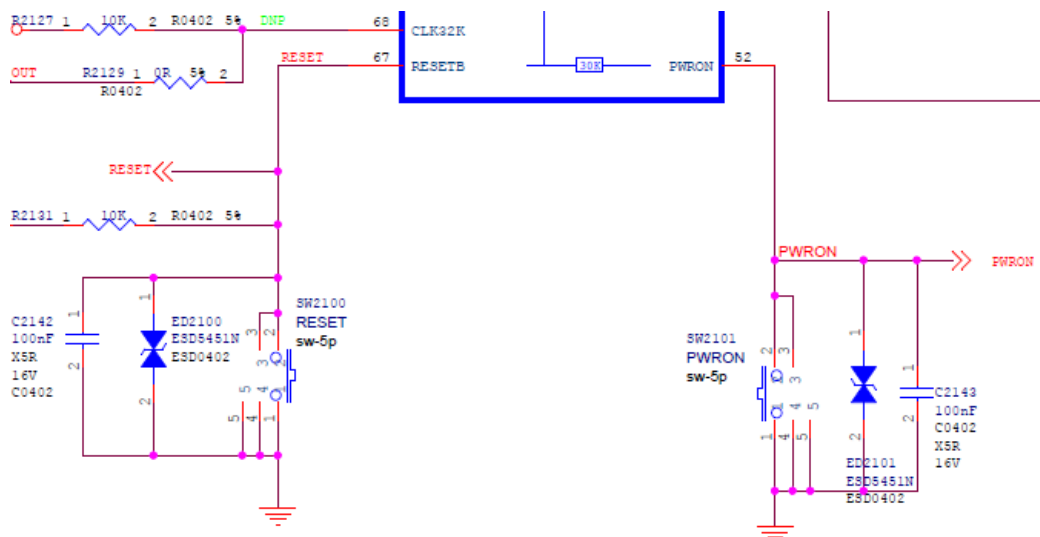 R2127 1 10K 2 R0402 5% DNP
68
CLK32K
OUT
R2129 1 0R 5% 2
R0402
RESET
67
RESETB
30K
PWRON
52
RESET
R2131 1 10K 2 R0402 5%
C2142
100nF
X5R
16V
C0402
1
2
1
2
ED2100
ESD5451N
ESD0402
SW2100
RESET
sw-5p
3 2
3
5 4
5 4 1
PWRON
PWRON
SW2101
PWRON
sw-5p
2 3
3
4 5
1 4 5
1
2
ED2101
ESD5451N
ESD0402
1
2
C2143
100nF
C0402
X5R
16V